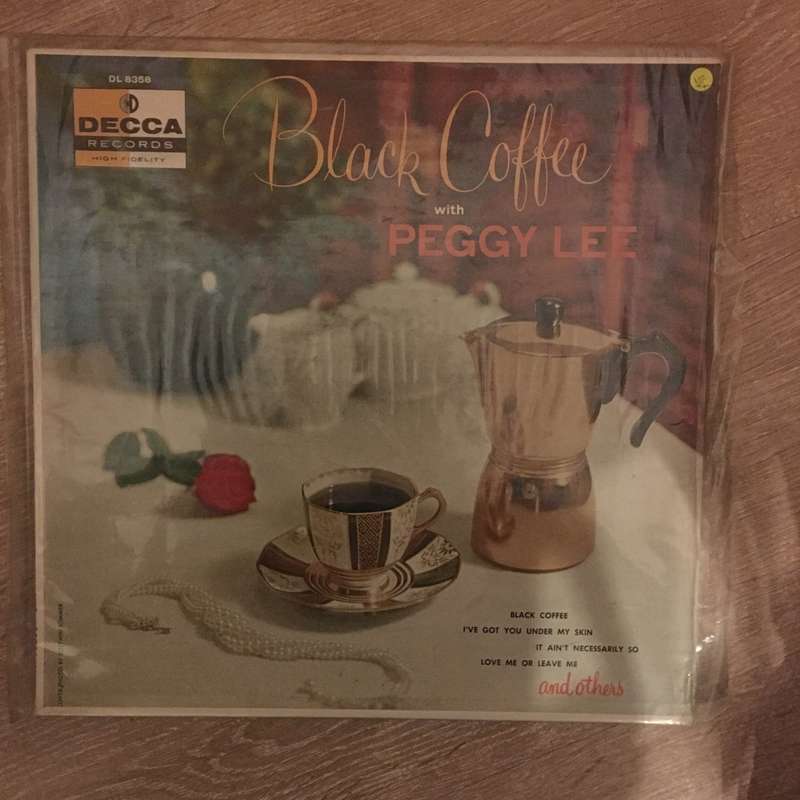 DL 8358
DECCA
RECORDS
HIGH FIDELITY
Black Coffee
with
PEGGY LEE
BLACK COFFEE
I'VE GOT YOU UNDER MY SKIN
IT AIN'T NECESSARILY SO
LOVE ME OR LEAVE ME
and others